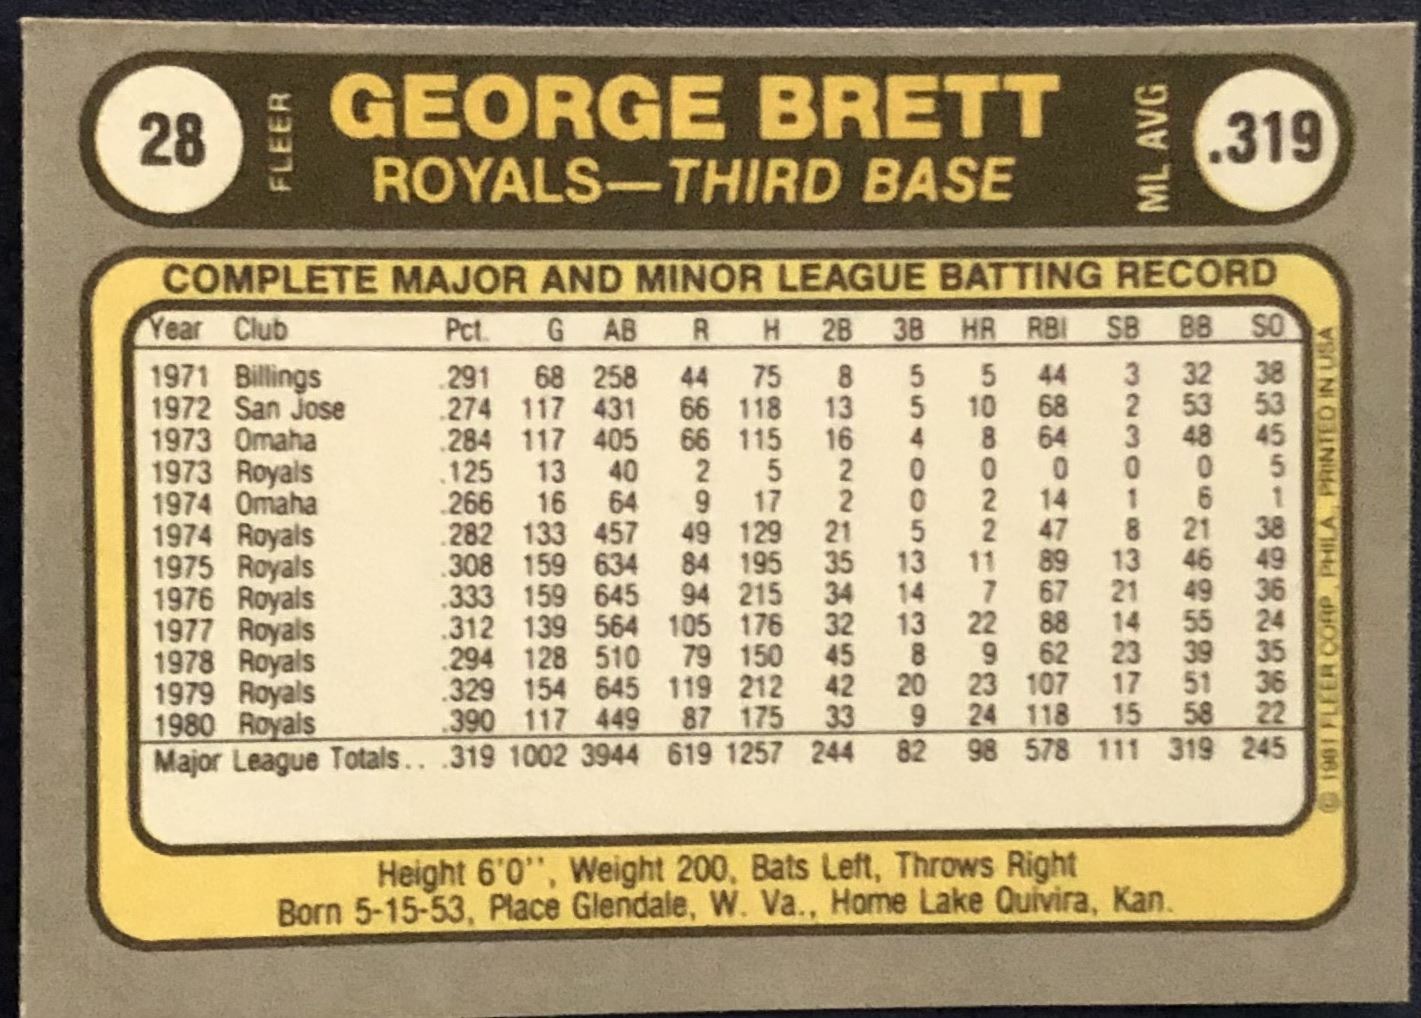 28 FLEER GEORGE BRETT ML AVG .319
ROYALS—THIRD BASE
COMPLETE MAJOR AND MINOR LEAGUE BATTING RECORD
Year Club Pct. G AB R H 2B 3B HR RBI SB BB SO
1971 Billings .291 68 258 44 75 8 5 5 44 3 32 38
1972 San Jose .274 117 431 66 118 13 5 10 68 2 53 53
1973 Omaha .284 117 405 66 115 16 4 8 64 3 48 45
1973 Royals .125 13 40 2 5 2 0 0 0 0 0 5
1974 Omaha .266 16 64 9 17 2 0 2 14 1 6 1
1974 Royals .282 133 457 49 129 21 5 2 47 8 21 38
1975 Royals .308 159 634 84 195 35 13 11 89 13 46 49
1976 Royals .333 159 645 94 215 34 14 7 67 21 49 36
1977 Royals .312 139 564 105 176 32 13 22 88 14 55 24
1978 Royals .294 128 510 79 150 45 8 9 62 23 39 35
1979 Royals .329 154 645 119 212 42 20 23 107 17 51 36
1980 Royals .390 117 449 87 175 33 9 24 118 15 58 22
Major League Totals.. .319 1002 3944 619 1257 244 82 98 578 111 319 245
© 1981 FLEER CORP., PHILA., PRINTED IN USA
Height 6'0'', Weight 200, Bats Left, Throws Right
Born 5-15-53, Place Glendale, W. Va., Home Lake Quivira, Kan.